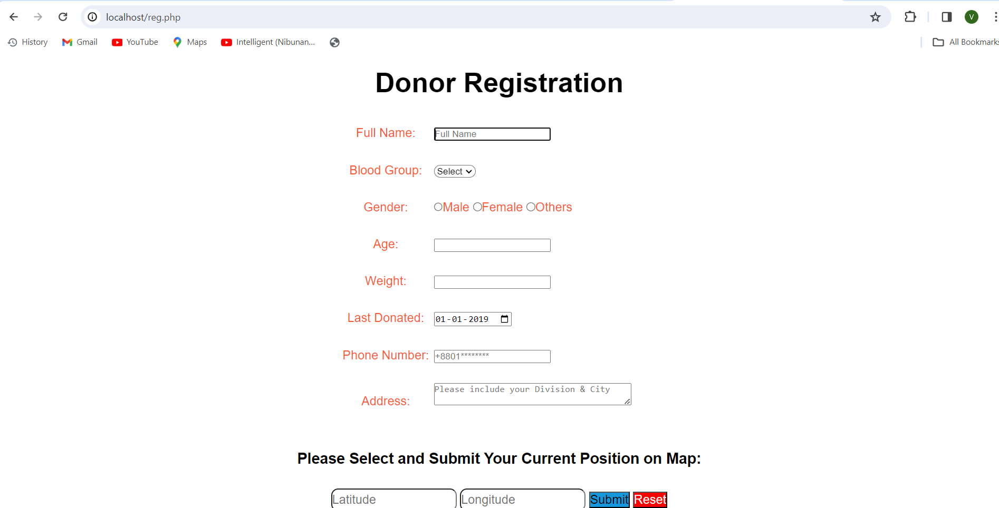 localhost/reg.php
V
History Gmail YouTube Maps Intelligent (Nibunan... All Bookmarks
Donor Registration
Full Name: Full Name
Blood Group: Select
Gender: Male Female Others
Age:
Weight:
Last Donated: 01-01-2019
Phone Number: +8801********
Address: Please include your Division & City
Please Select and Submit Your Current Position on Map:
Latitude Longitude Submit Reset